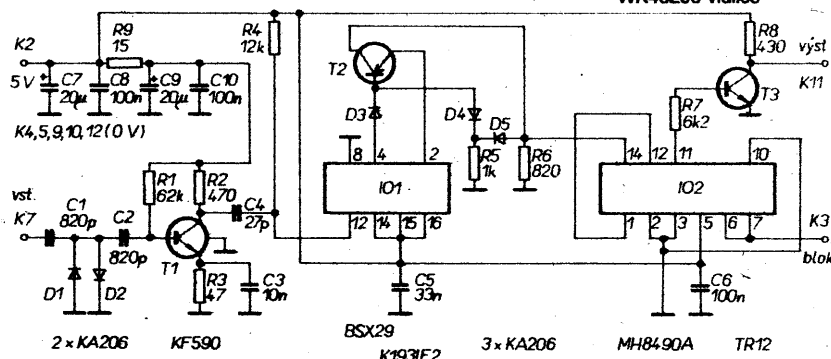 K2
R9
15
R4
12k
R8
430
výst
K11
5V
C7
20µ
C8
100n
C9
20µ
C10
100n
K4,5,9,10,12 (0 V)
T2
D3
D4
D5
R5
1k
R6
820
R7
6k2
T3
8
4
2
IO1
12
14
15
16
14
12
11
10
IO2
1
2
3
5
6
7
K3
blok
vst.
K7
C1
820p
C2
820p
R1
62k
R2
470
C4
27p
T1
D1
D2
R3
47
C3
10n
C5
33n
C6
100n
2 x KA206
KF590
BSX29
3 x KA206
MH8490A
TR12